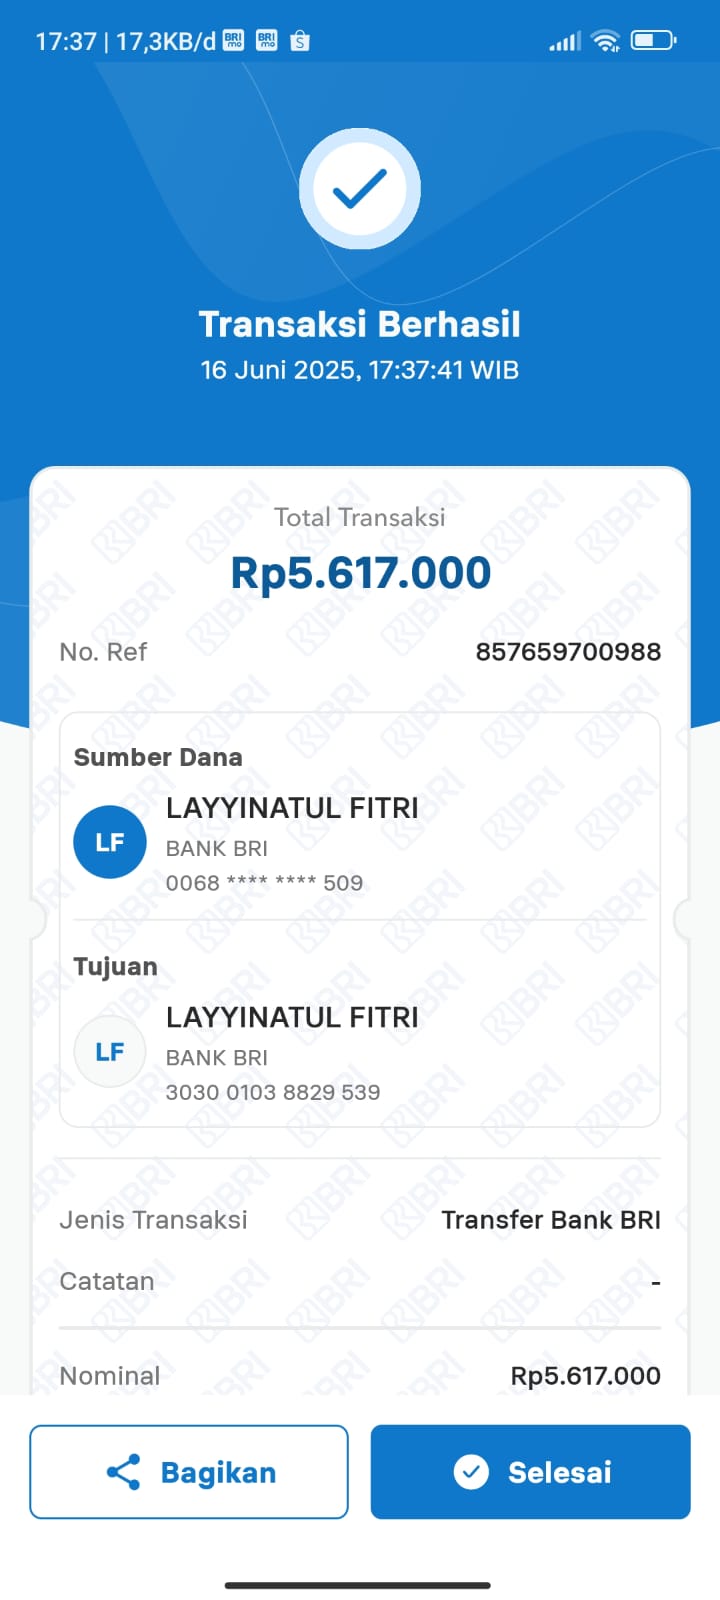 17:37 | 17,3KB/d
Transaksi Berhasil
16 Juni 2025, 17:37:41 WIB
Total Transaksi
Rp5.617.000
No. Ref 857659700988
Sumber Dana
LF
LAYYINATUL FITRI
BANK BRI
0068 **** **** 509
Tujuan
LF
LAYYINATUL FITRI
BANK BRI
3030 0103 8829 539
Jenis Transaksi Transfer Bank BRI
Catatan -
Nominal Rp5.617.000
Bagikan Selesai